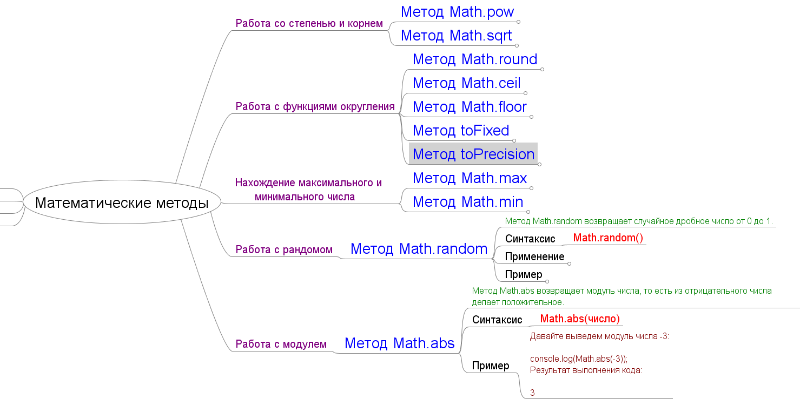 Математические методы
Работа со степенью и корнем
Метод Math.pow
Метод Math.sqrt
Работа с функциями округления
Метод Math.round
Метод Math.ceil
Метод Math.floor
Метод toFixed
Метод toPrecision
Нахождение максимального и
минимального числа
Метод Math.max
Метод Math.min
Работа с рандомом
Метод Math.random
Метод Math.random возвращает случайное дробное число от 0 до 1.
Синтаксис
Math.random()
Применение
Пример
Работа с модулем
Метод Math.abs
Метод Math.abs возвращает модуль числа, то есть из отрицательного числа
делает положительное.
Синтаксис
Math.abs(число)
Пример
Давайте выведем модуль числа -3:
console.log(Math.abs(-3));
Результат выполнения кода:
3